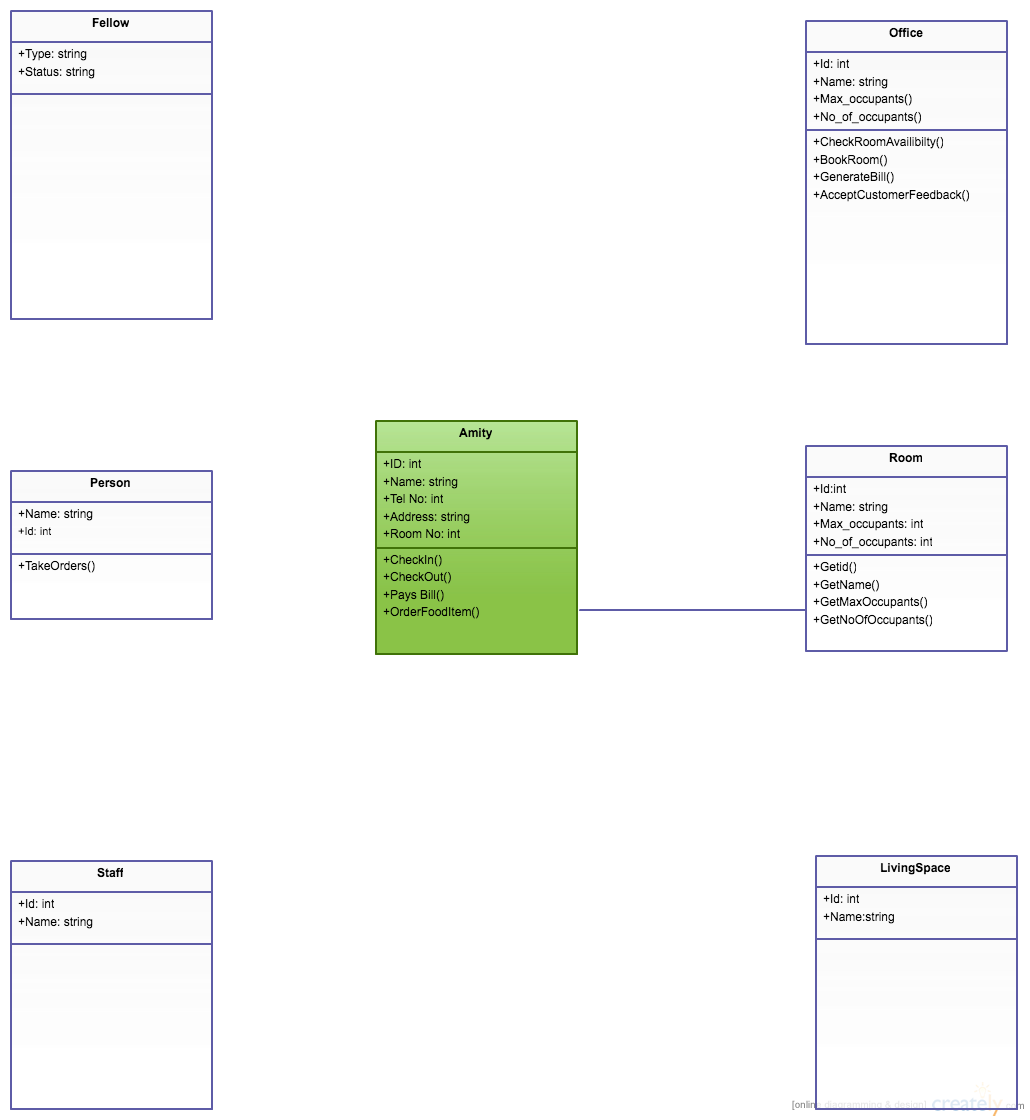 Fellow
+Type: string
+Status: string
Office
+Id: int
+Name: string
+Max_occupants()
+No_of_occupants()
+CheckRoomAvailibilty()
+BookRoom()
+GenerateBill()
+AcceptCustomerFeedback()
Amity
+ID: int
+Name: string
+Tel No: int
+Address: string
+Room No: int
+CheckIn()
+CheckOut()
+Pays Bill()
+OrderFoodItem()
Person
+Name: string
+Id: int
+TakeOrders()
Room
+Id:int
+Name: string
+Max_occupants: int
+No_of_occupants: int
+Getid()
+GetName()
+GetMaxOccupants()
+GetNoOfOccupants()
Staff
+Id: int
+Name: string
LivingSpace
+Id: int
+Name:string
[online diagramming & design] creately.com